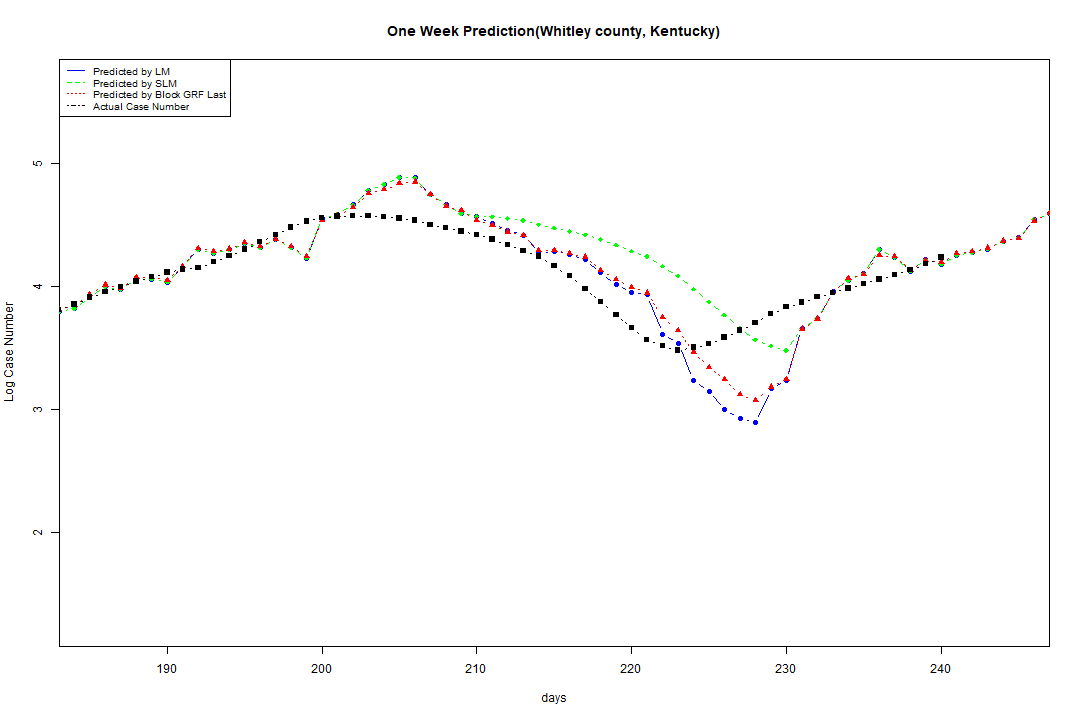 One Week Prediction(Whitley county, Kentucky)
Predicted by LM
Predicted by SLM
Predicted by Block GRF Last
Actual Case Number
5
4
3
2
Log Case Number
190 200 210 220 230 240
days